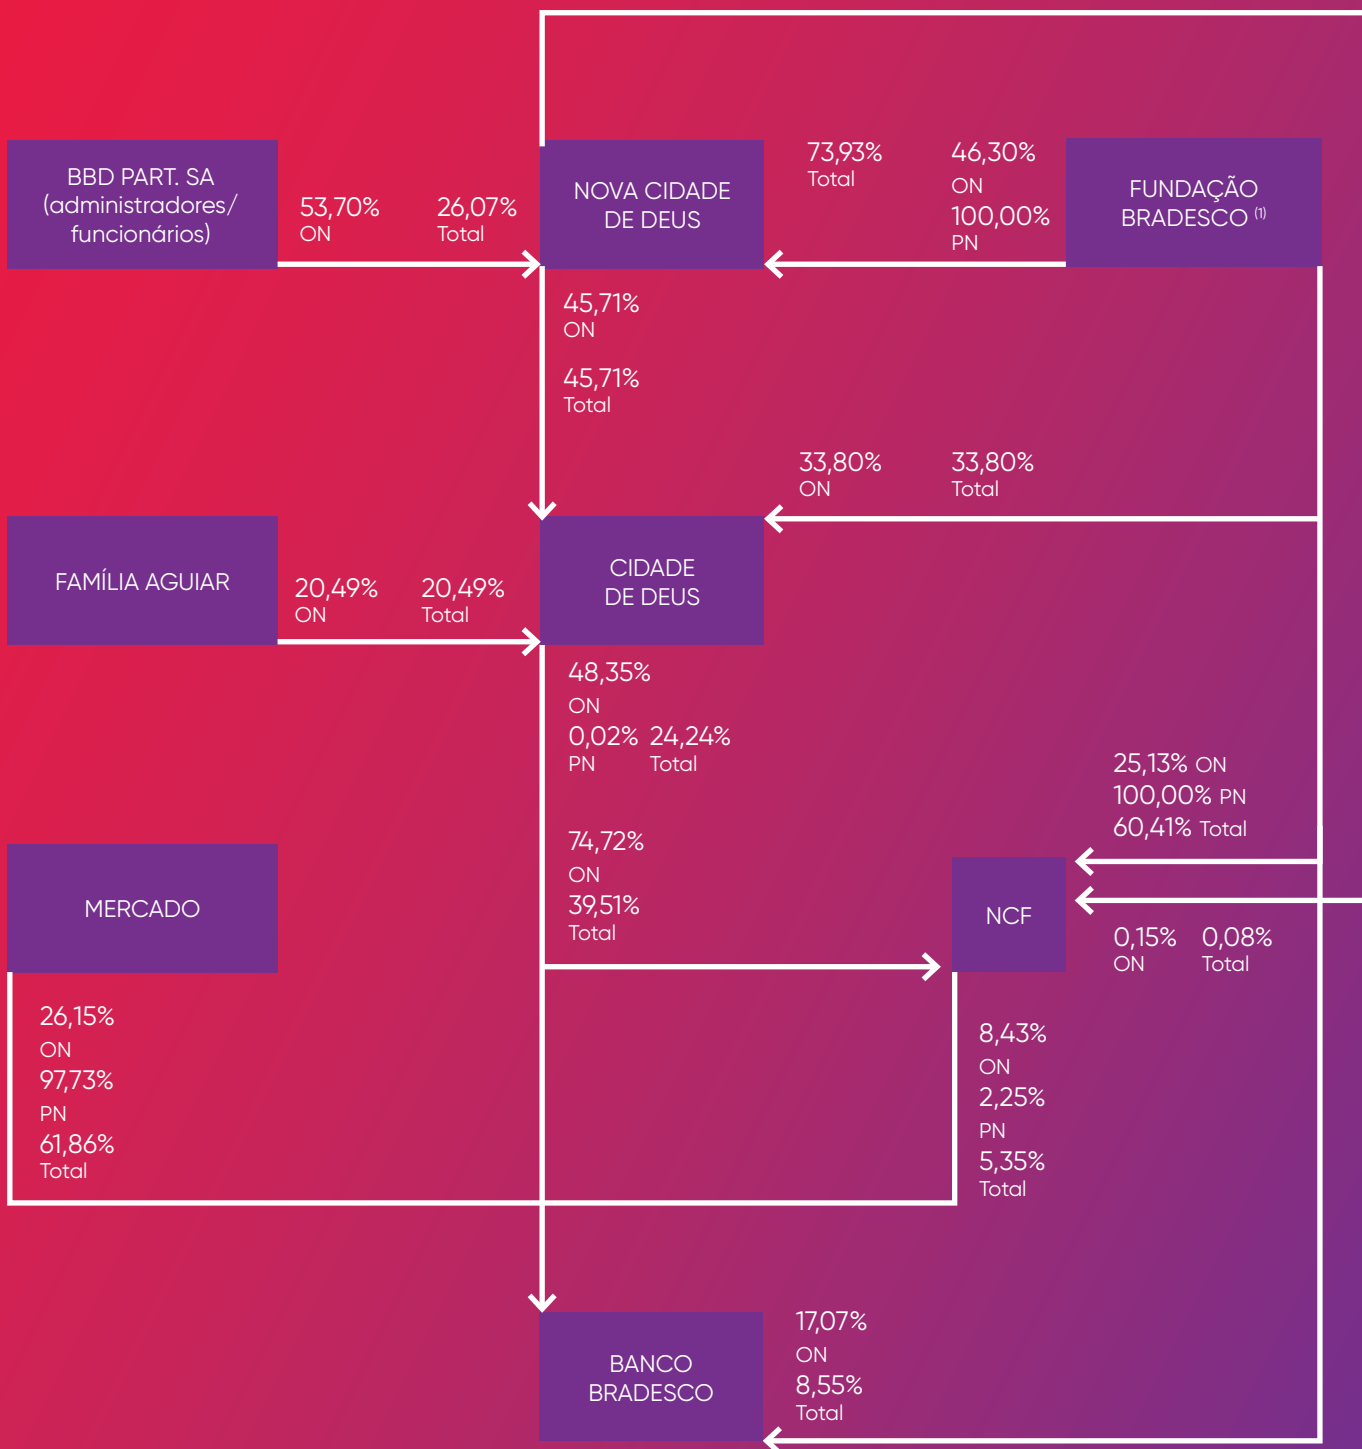 BBD PART. SA
(administradores/
funcionários)
53,70%
ON
26,07%
Total
NOVA CIDADE
DE DEUS
73,93%
Total
46,30%
ON
100,00%
PN
FUNDAÇÃO
BRADESCO (1)
45,71%
ON
45,71%
Total
33,80%
ON
33,80%
Total
FAMÍLIA AGUIAR
20,49%
ON
20,49%
Total
CIDADE
DE DEUS
48,35%
ON
0,02%
PN
24,24%
Total
74,72%
ON
39,51%
Total
25,13% ON
100,00% PN
60,41% Total
MERCADO
NCF
0,15%
ON
0,08%
Total
26,15%
ON
97,73%
PN
61,86%
Total
8,43%
ON
2,25%
PN
5,35%
Total
BANCO
BRADESCO
17,07%
ON
8,55%
Total